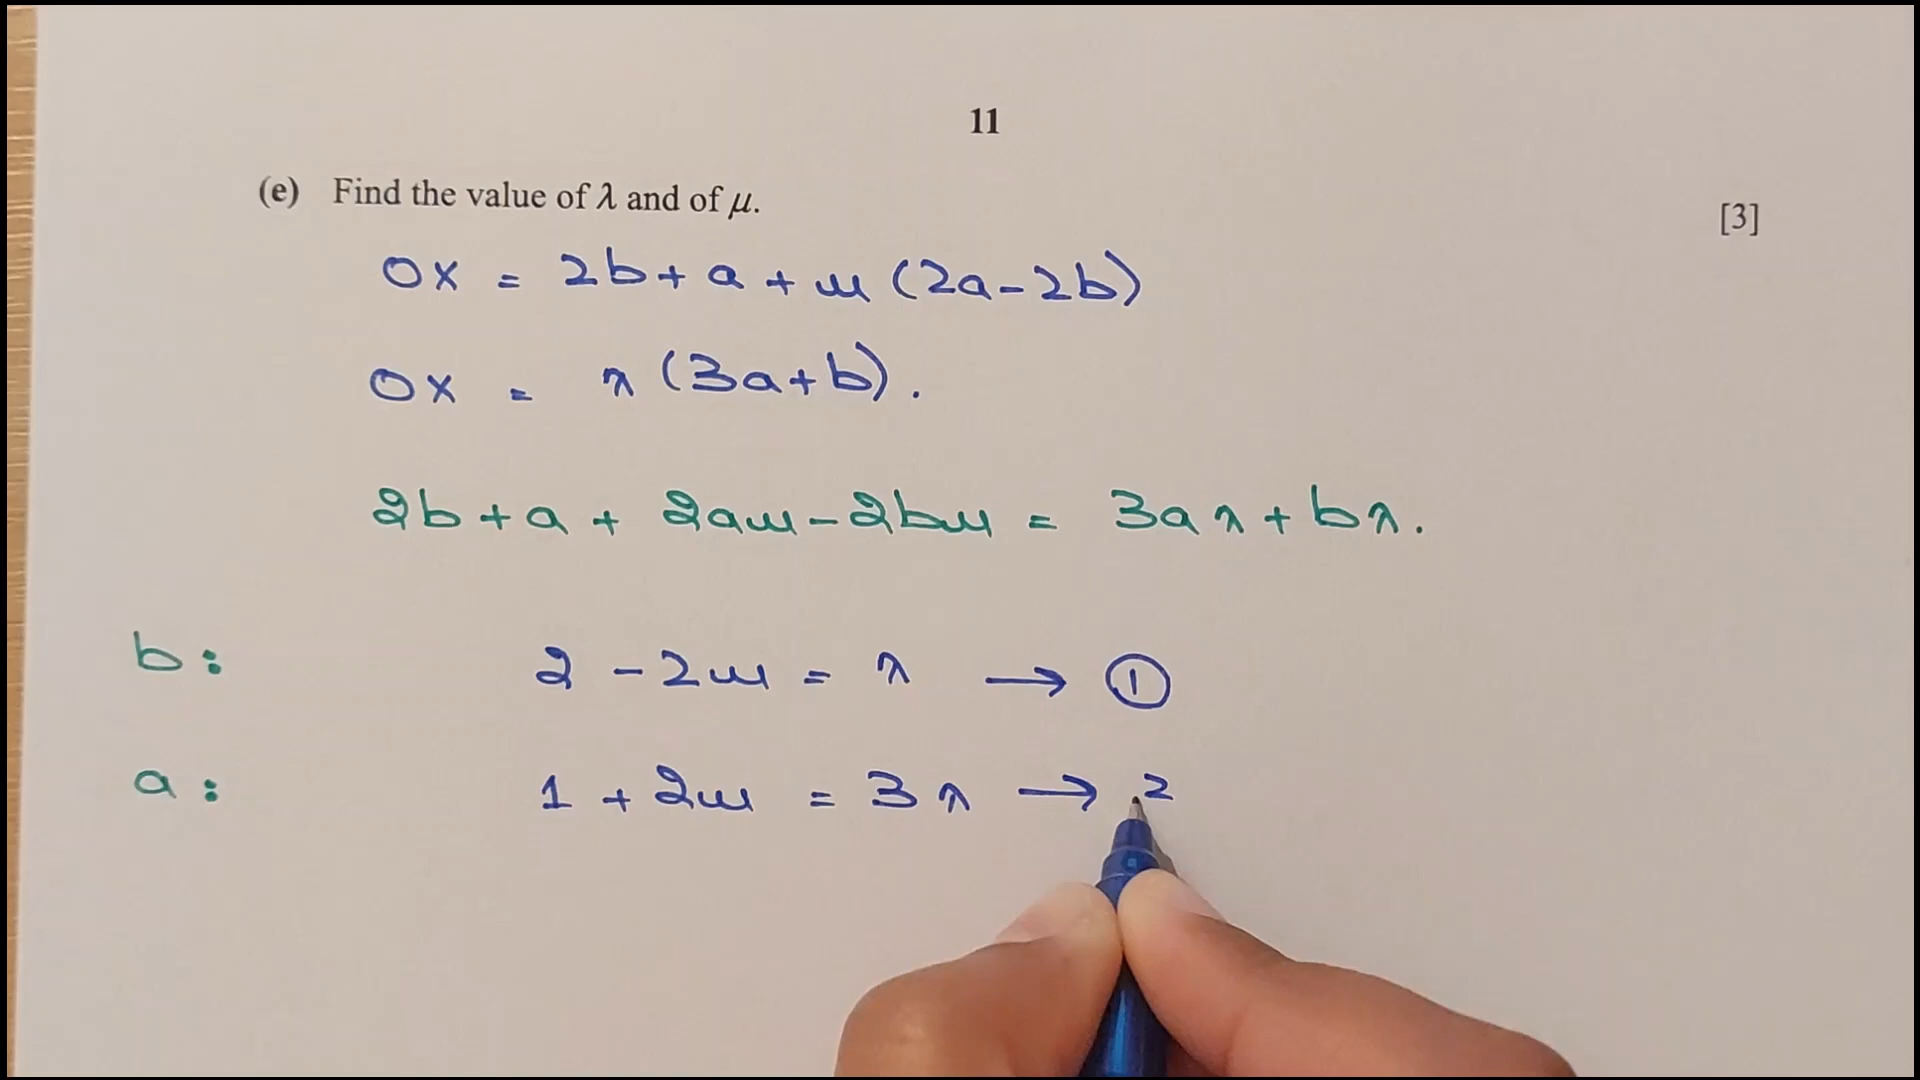 11
(e) Find the value of λ and of μ.
[3]
OX = 2b + a + μ (2a - 2b)
OX = λ (3a + b).
2b + a + 2aμ - 2bμ = 3aλ + bλ.
b: 2 - 2μ = λ → ①
a: 1 + 2μ = 3λ → 2